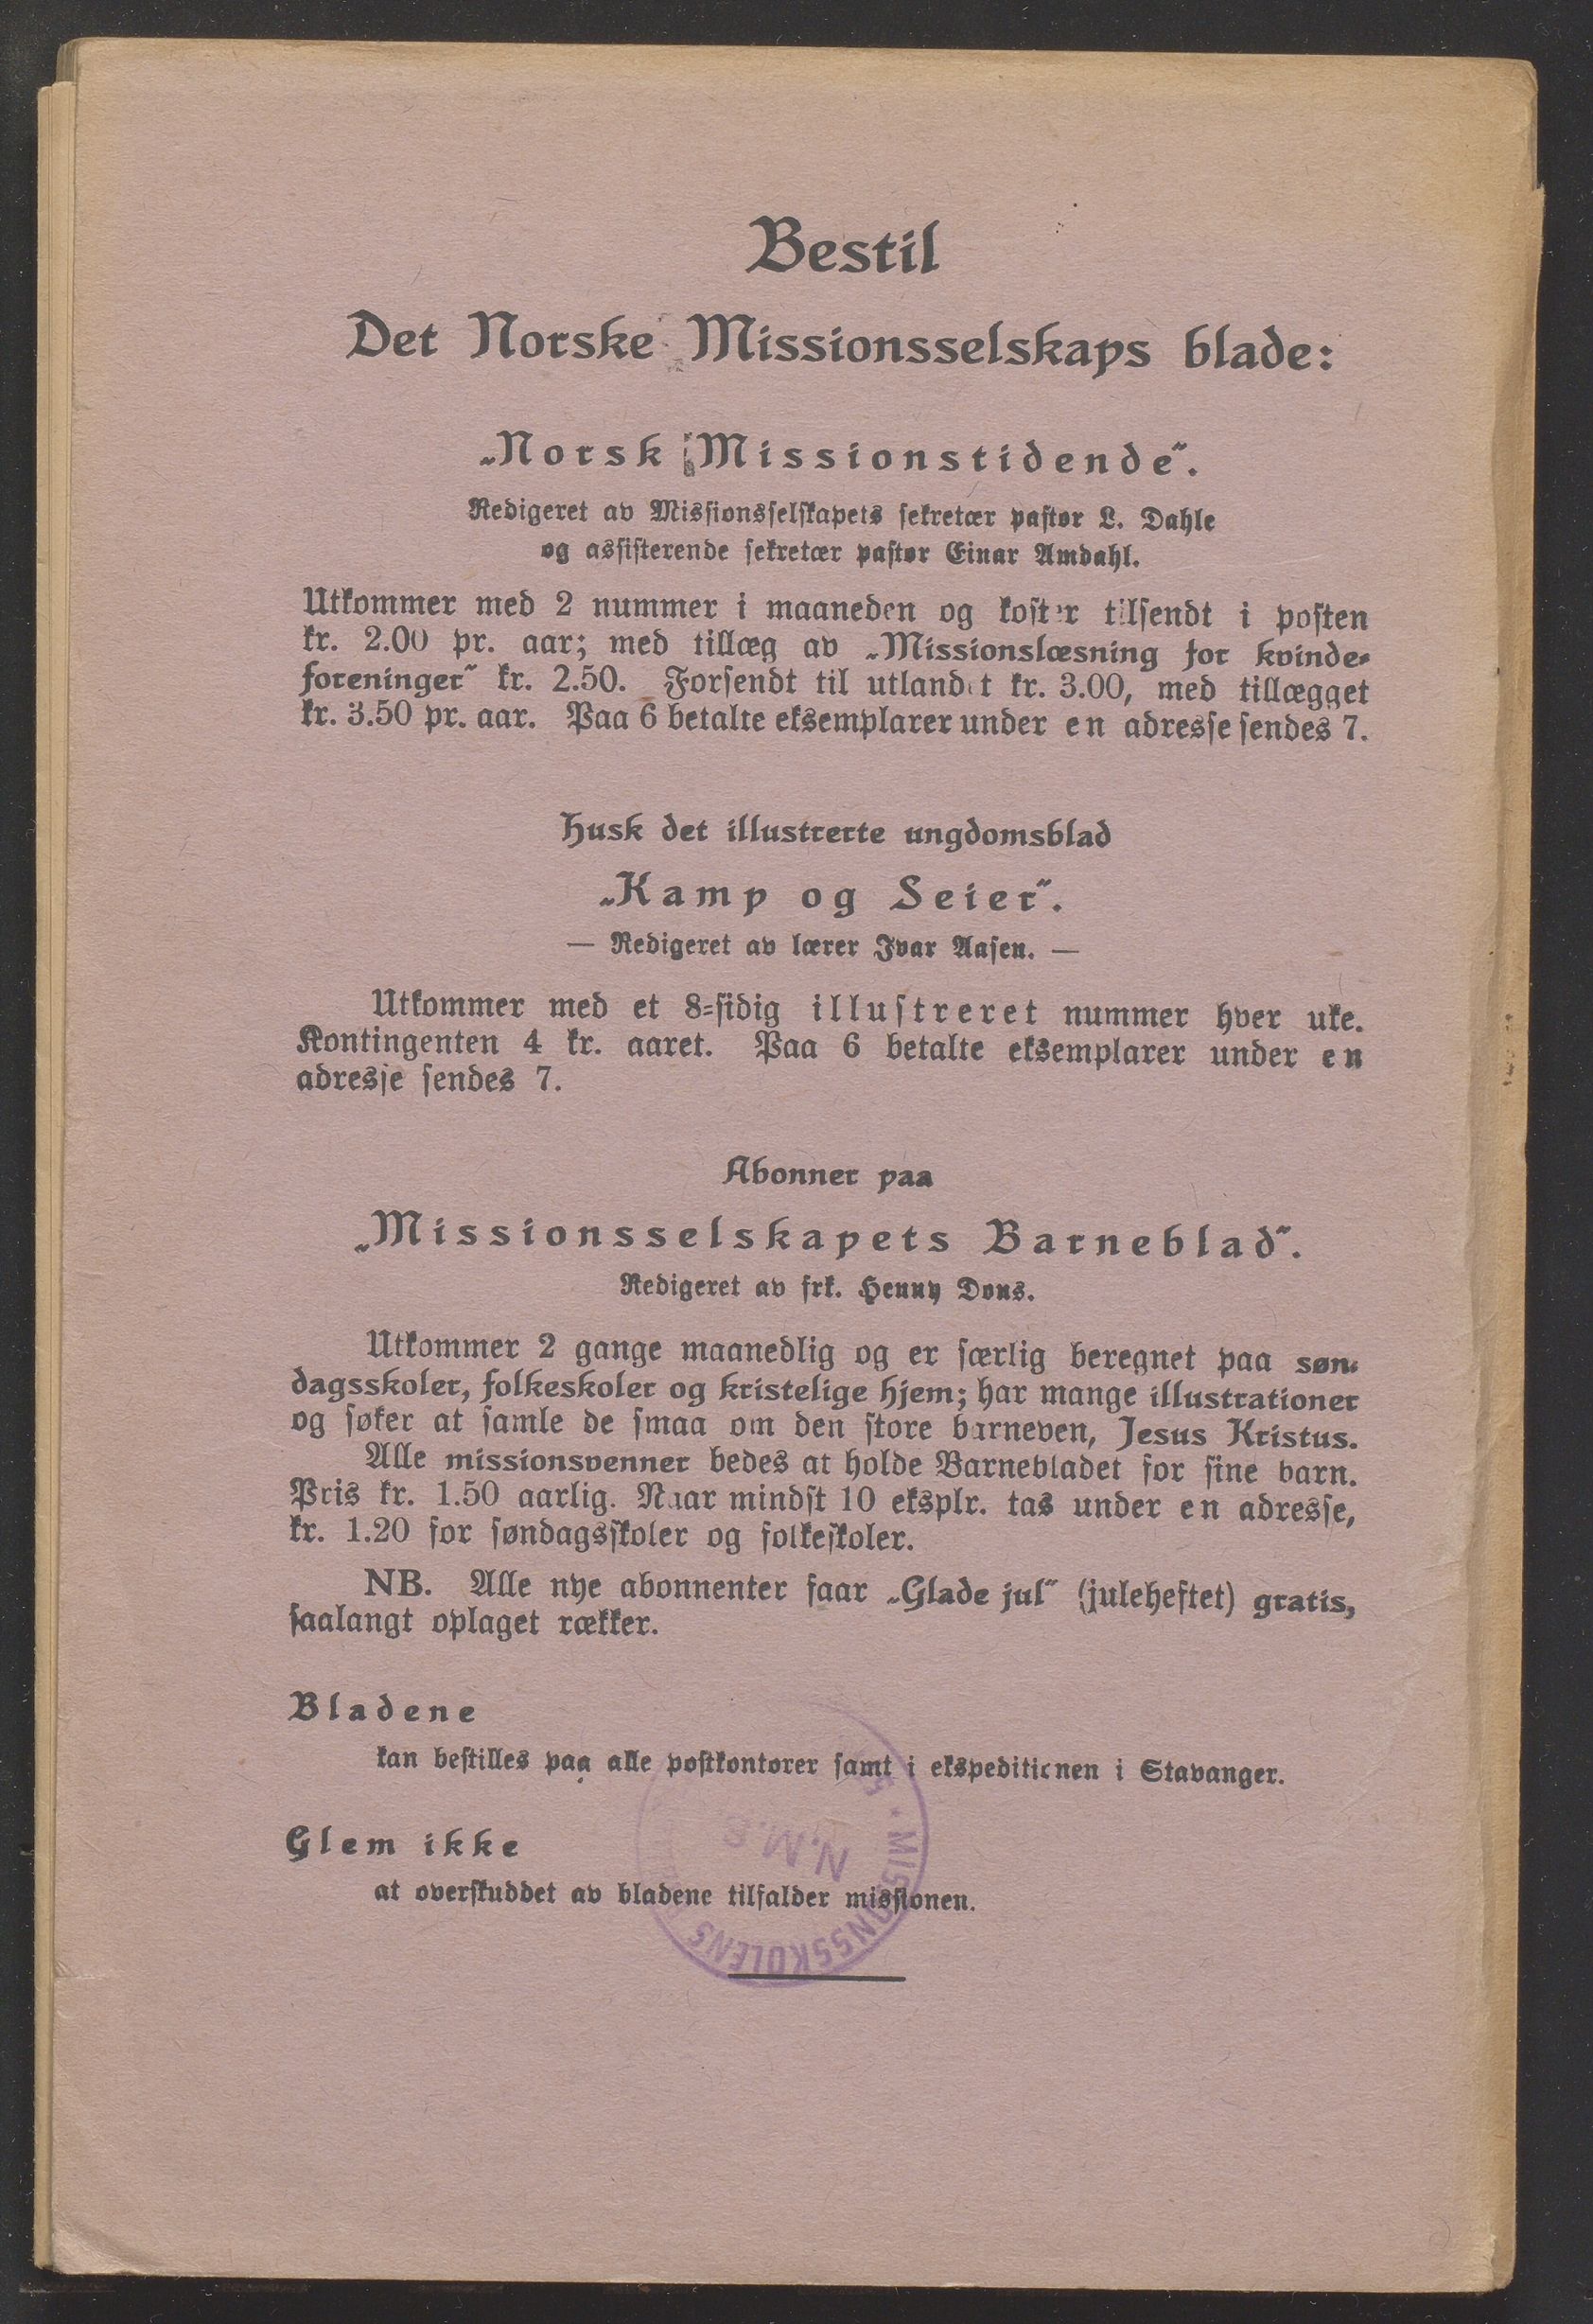 Bestil
Det Norske Missionsselskaps blade:
„Norsk Missionstidende“.
Redigeret av Missionsselskapets sekretær pastor L. Dahle
og assisterende sekretær pastor Einar Amdahl.
Utkommer med 2 nummer i maaneden og koster tilsendt i posten
kr. 2.00 pr. aar; med tillæg av „Missionslæsning for kvinde-
foreninger“ kr. 2.50. Forsendt til utlandet kr. 3.00, med tillægget
kr. 3.50 pr. aar. Paa 6 betalte eksemplarer under en adresse sendes 7.
Husk det illustrerte ungdomsblad
„Kamp og Seier“.
— Redigeret av lærer Ivar Aasen. —
Utkommer med et 8-sidig illustreret nummer hver uke.
Kontingenten 4 kr. aaret. Paa 6 betalte eksemplarer under en
adresse sendes 7.
Abonner paa
„Missionsselskapets Barneblad“.
Redigeret av frk. Henny Dons.
Utkommer 2 gange maanedlig og er særlig beregnet paa søn-
dagsskoler, folkeskoler og kristelige hjem; har mange illustrationer
og søker at samle de smaa om den store barneven, Jesus Kristus.
Alle missionsvenner bedes at holde Barnebladet for sine barn.
Pris kr. 1.50 aarlig. Naar mindst 10 eksplr. tas under en adresse,
kr. 1.20 for søndagsskoler og folkeskoler.
NB. Alle nye abonnenter faar „Glade jul“ (juleheftet) gratis,
saalangt oplaget rækker.
Bladene
kan bestilles paa alle postkontorer samt i ekspeditionen i Stavanger.
Glem ikke
at overskuddet av bladene tilfalder missionen.
MISSIONSSKOLENS
N.M.S.